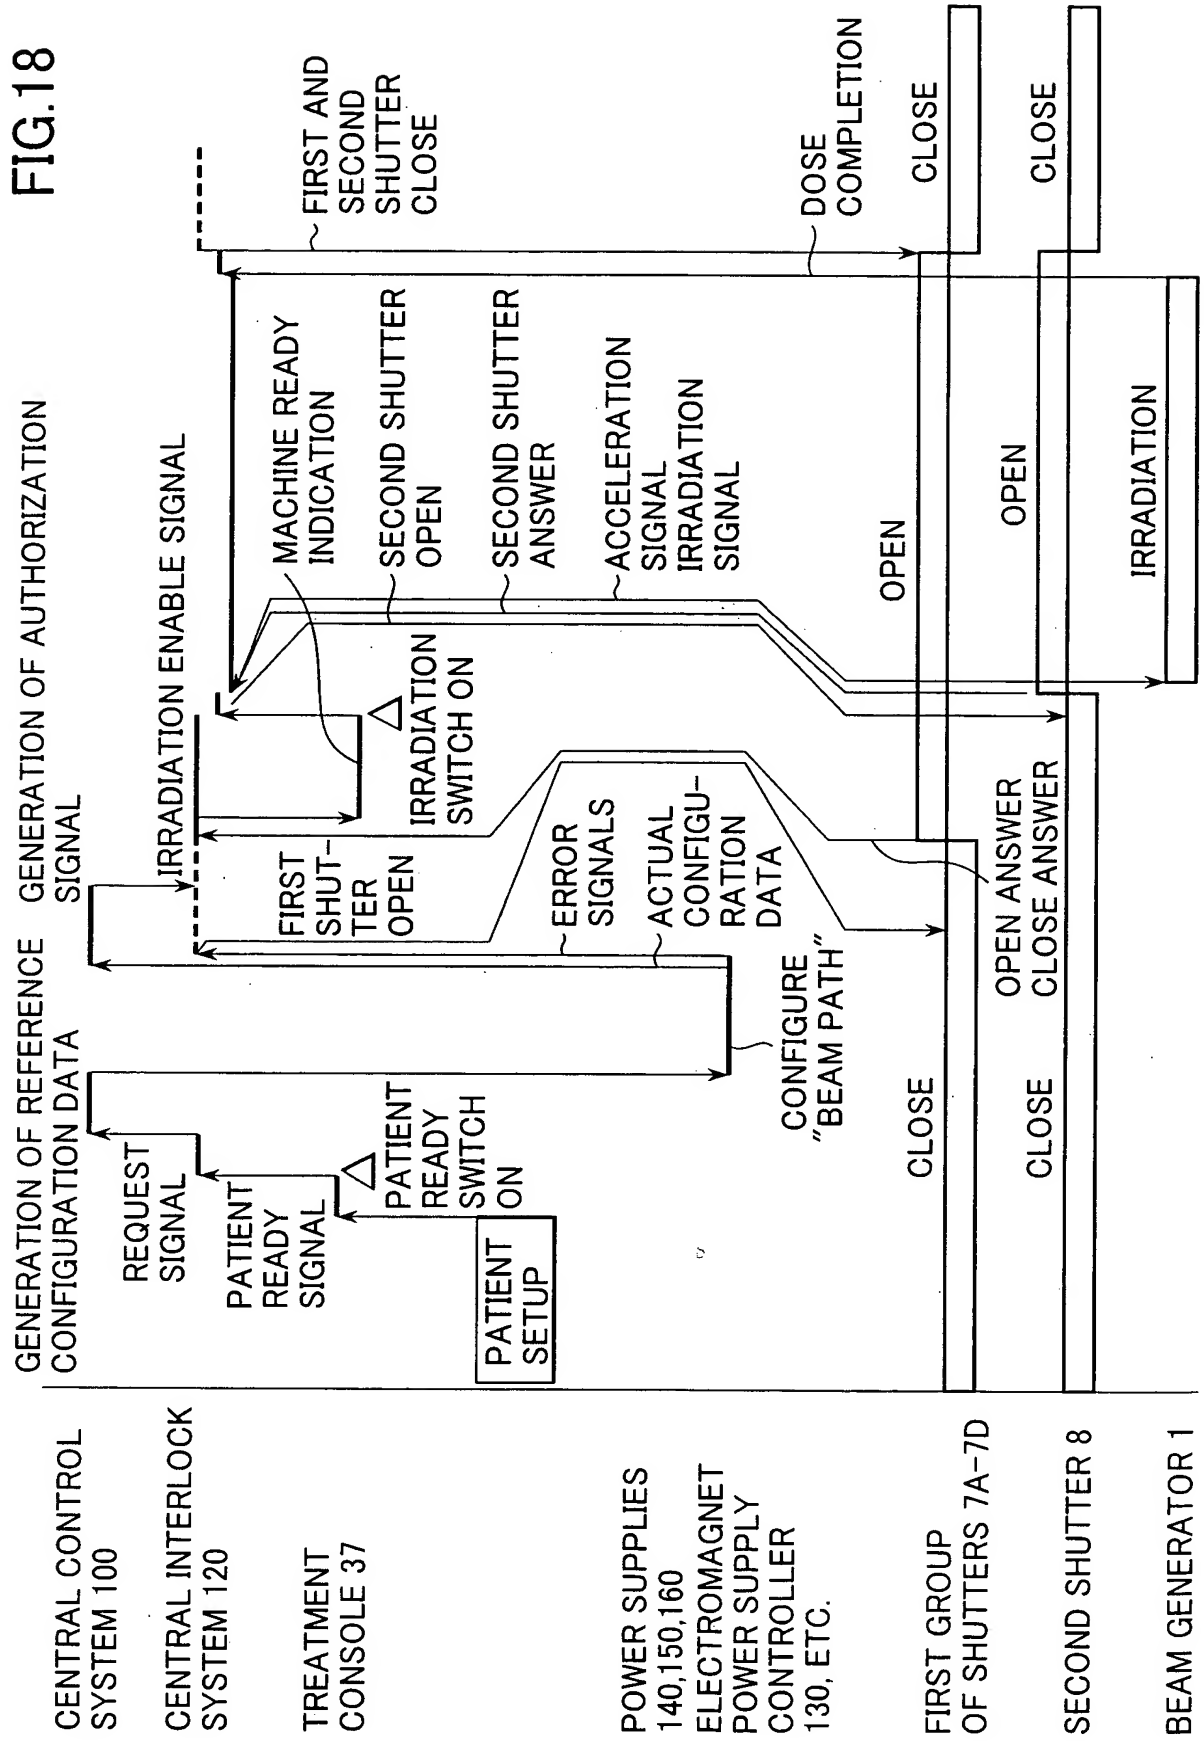 FIG.18
GENERATION OF REFERENCE
CONFIGURATION DATA
GENERATION OF AUTHORIZATION
SIGNAL
CENTRAL CONTROL
SYSTEM 100
CENTRAL INTERLOCK
SYSTEM 120
TREATMENT
CONSOLE 37
POWER SUPPLIES
140,150,160
ELECTROMAGNET
POWER SUPPLY
CONTROLLER
130, ETC.
FIRST GROUP
OF SHUTTERS 7A-7D
SECOND SHUTTER 8
BEAM GENERATOR 1
REQUEST
SIGNAL
PATIENT
READY
SIGNAL
PATIENT
READY
SWITCH
ON
PATIENT
SETUP
CONFIGURE
"BEAM PATH"
IRRADIATION ENABLE SIGNAL
FIRST
SHUT-
TER
OPEN
ERROR
SIGNALS
ACTUAL
CONFIGU-
RATION
DATA
IRRADIATION
SWITCH ON
MACHINE READY
INDICATION
SECOND SHUTTER
OPEN
SECOND SHUTTER
ANSWER
ACCELERATION
SIGNAL
IRRADIATION
SIGNAL
FIRST AND
SECOND
SHUTTER
CLOSE
DOSE
COMPLETION
CLOSE
OPEN
CLOSE
OPEN ANSWER
CLOSE ANSWER
CLOSE
OPEN
CLOSE
IRRADIATION